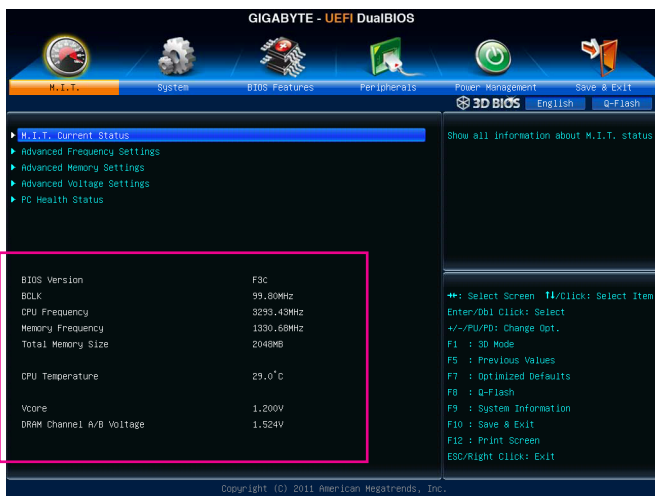 GIGABYTE - UEFI DualBIOS
M.I.T. System BIOS Features Peripherals Power Management Save & Exit
3D BIOS English Q-Flash
M.I.T. Current Status
Advanced Frequency Settings
Advanced Memory Settings
Advanced Voltage Settings
PC Health Status
Show all information about M.I.T. status
BIOS Version F3c
BCLK 99.80MHz
CPU Frequency 3293.43MHz
Memory Frequency 1330.68MHz
Total Memory Size 2048MB
CPU Temperature 29.0°C
Vcore 1.200V
DRAM Channel A/B Voltage 1.524V
→←: Select Screen ↑↓/Click: Select Item
Enter/Dbl Click: Select
+/-/PU/PD: Change Opt.
F1 : 3D Mode
F5 : Previous Values
F7 : Optimized Defaults
F8 : Q-Flash
F9 : System Information
F10 : Save & Exit
F12 : Print Screen
ESC/Right Click: Exit
Copyright (C) 2011 American Megatrends, Inc.